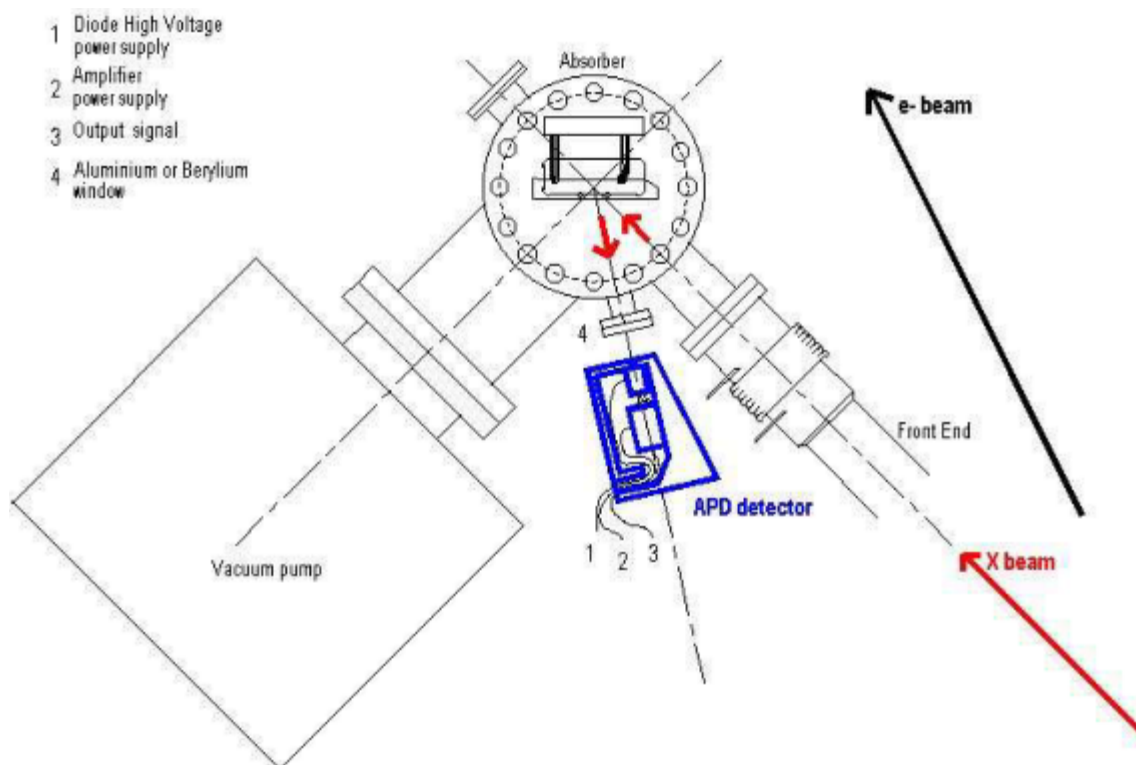 1 Diode High Voltage
power supply
2 Amplifier
power supply
3 Output signal
4 Aluminium or Berylium
window
Absorber
e- beam
4
Front End
APD detector
1 2 3
Vacuum pump
X beam